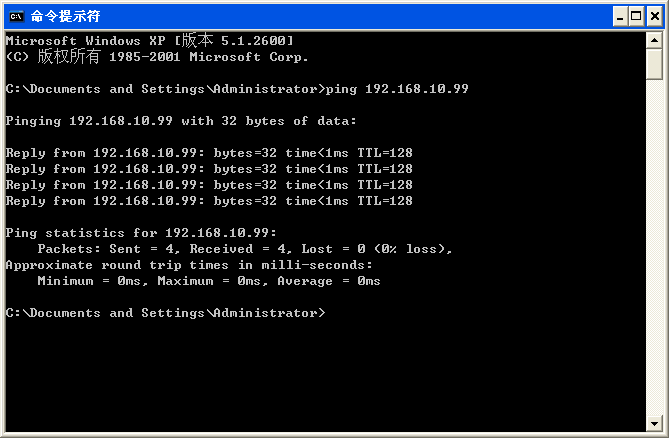 命令提示符
Microsoft Windows XP [版本 5.1.2600]
(C) 版权所有 1985-2001 Microsoft Corp.
C:\Documents and Settings\Administrator>ping 192.168.10.99
Pinging 192.168.10.99 with 32 bytes of data:
Reply from 192.168.10.99: bytes=32 time<1ms TTL=128
Reply from 192.168.10.99: bytes=32 time<1ms TTL=128
Reply from 192.168.10.99: bytes=32 time<1ms TTL=128
Reply from 192.168.10.99: bytes=32 time<1ms TTL=128
Ping statistics for 192.168.10.99:
    Packets: Sent = 4, Received = 4, Lost = 0 (0% loss),
Approximate round trip times in milli-seconds:
    Minimum = 0ms, Maximum = 0ms, Average = 0ms
C:\Documents and Settings\Administrator>